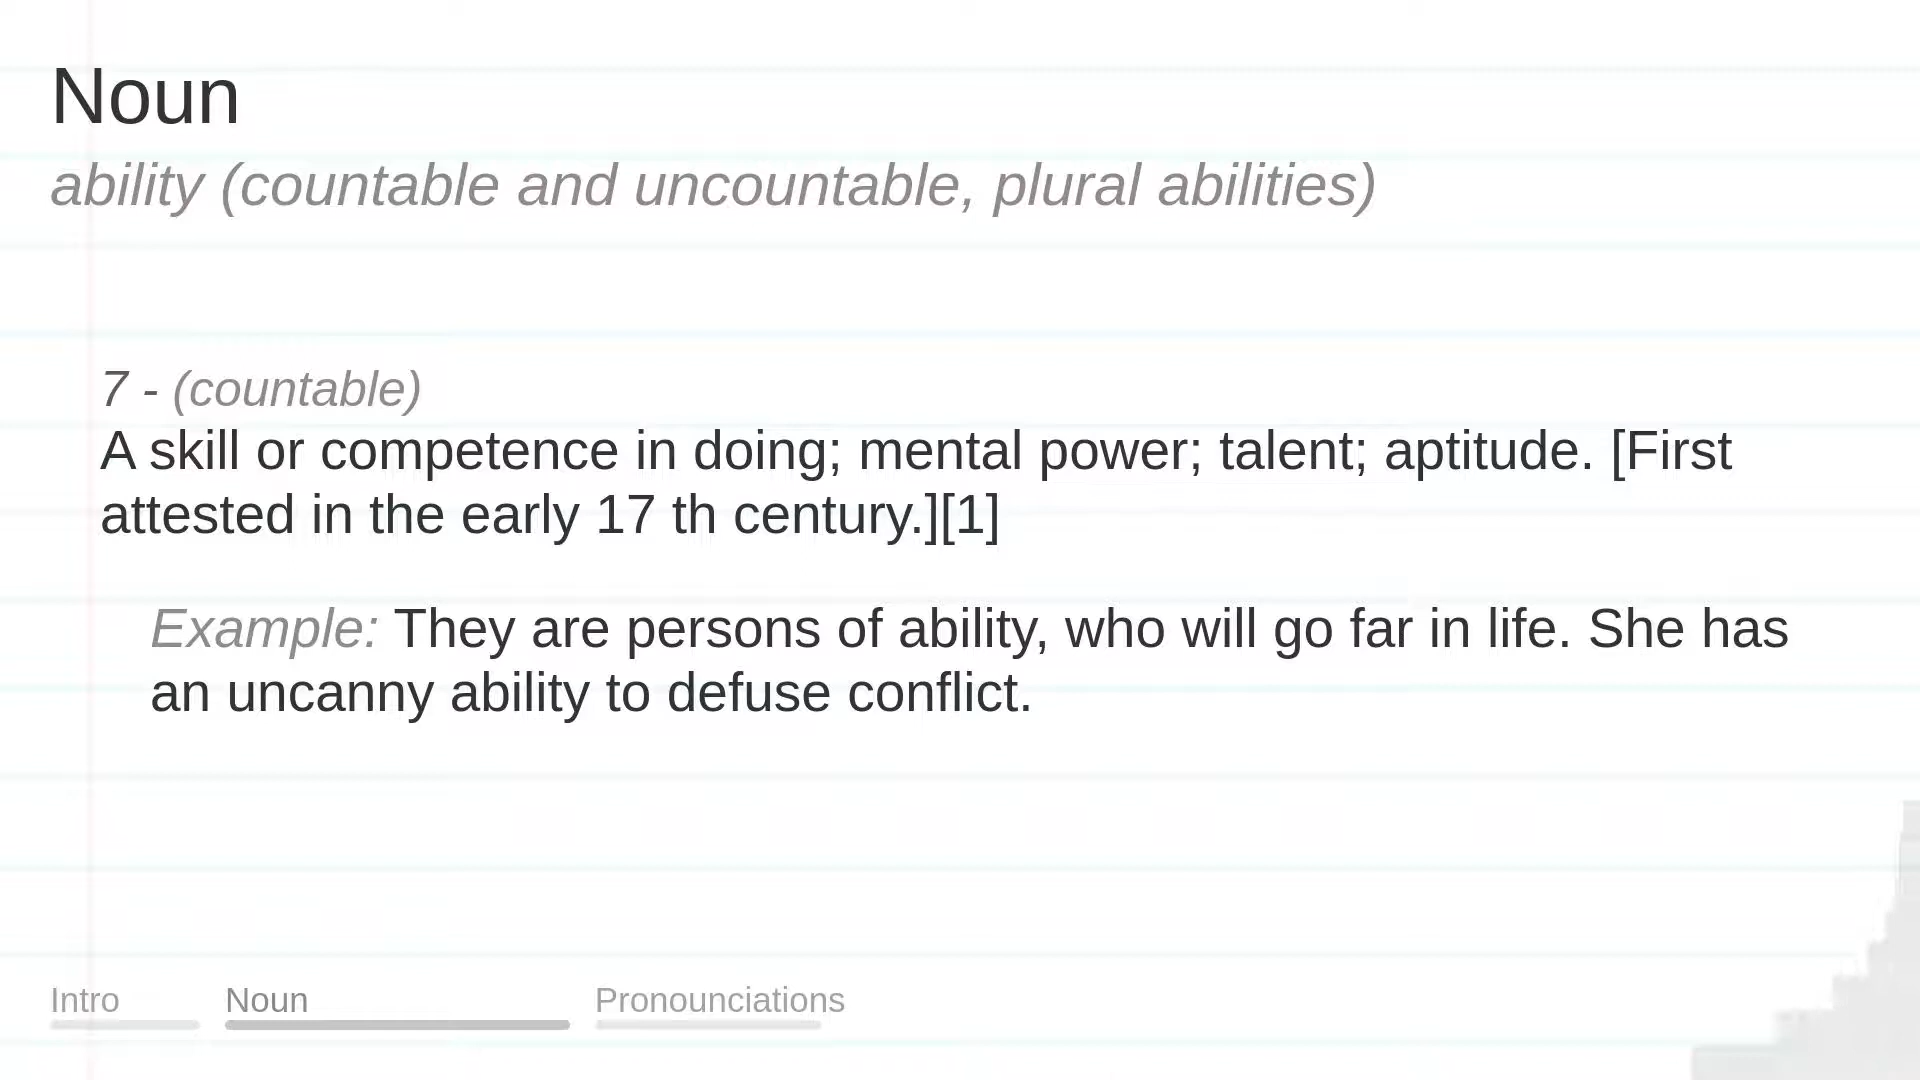 Noun
ability (countable and uncountable, plural abilities)
7 - (countable)
A skill or competence in doing; mental power; talent; aptitude. [First
attested in the early 17 th century.][1]
Example: They are persons of ability, who will go far in life. She has
an uncanny ability to defuse conflict.
Intro
Noun
Pronounciations